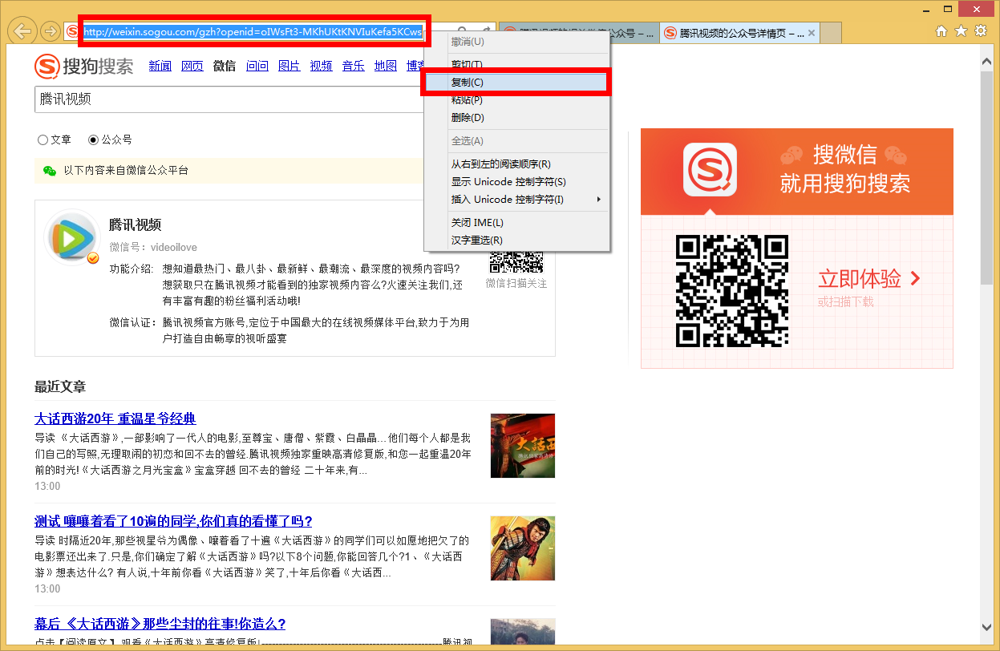 http://weixin.sogou.com/gzh?openid=oIWsFt3-MKhUKtKNVIuKefa5KCws
腾讯视频的公众号详情页 – ...
搜狗搜索
新闻 网页 微信 问问 图片 视频 音乐 地图
腾讯视频
文章 公众号
以下内容来自微信公众平台
撤消(U)
剪切(T)
复制(C)
粘贴(P)
删除(D)
全选(A)
从右到左的阅读顺序(R)
显示 Unicode 控制字符(S)
插入 Unicode 控制字符(I)
关闭 IME(L)
汉字重选(R)
腾讯视频
微信号：videoilove
功能介绍: 想知道最热门、最八卦、最新鲜、最潮流、最深度的视频内容吗?
想获取只在腾讯视频才能看到的独家视频内容么?火速关注我们,还
有丰富有趣的粉丝福利活动哦!
微信认证: 腾讯视频官方账号,定位于中国最大的在线视频媒体平台,致力于为用
户打造自由畅享的视听盛宴
微信扫描关注
搜微信
就用搜狗搜索
立即体验
或扫描下载
最近文章
大话西游20年 重温星爷经典
导读 《大话西游》,一部影响了一代人的电影,至尊宝、唐僧、紫霞、白晶晶…他们每个人都是我
们自己的写照,无理取闹的初恋和回不去的曾经.腾讯视频独家重映高清修复版,和您一起重温20年
前的时光!《大话西游之月光宝盒》宝盒穿越 回不去的曾经 二十年来,有...
13:00
测试 嚷嚷着看了10遍的同学,你们真的看懂了吗?
导读 时隔近20年,那些视星爷为偶像、嚷着看了十遍《大话西游》的同学们可以如愿地把欠了的
电影票还出来了.只是,你们确定了解《大话西游》吗?以下8个问题,你能回答几个?1、《大话西
游》想表达什么? 有人说,十年前你看《大话西游》笑了,十年后你看《大话西...
13:00
幕后 《大话西游》那些尘封的往事!你造么?
点击【阅读原文】 观看《大话西游》高清修复版!--------------------------------------------------腾讯视